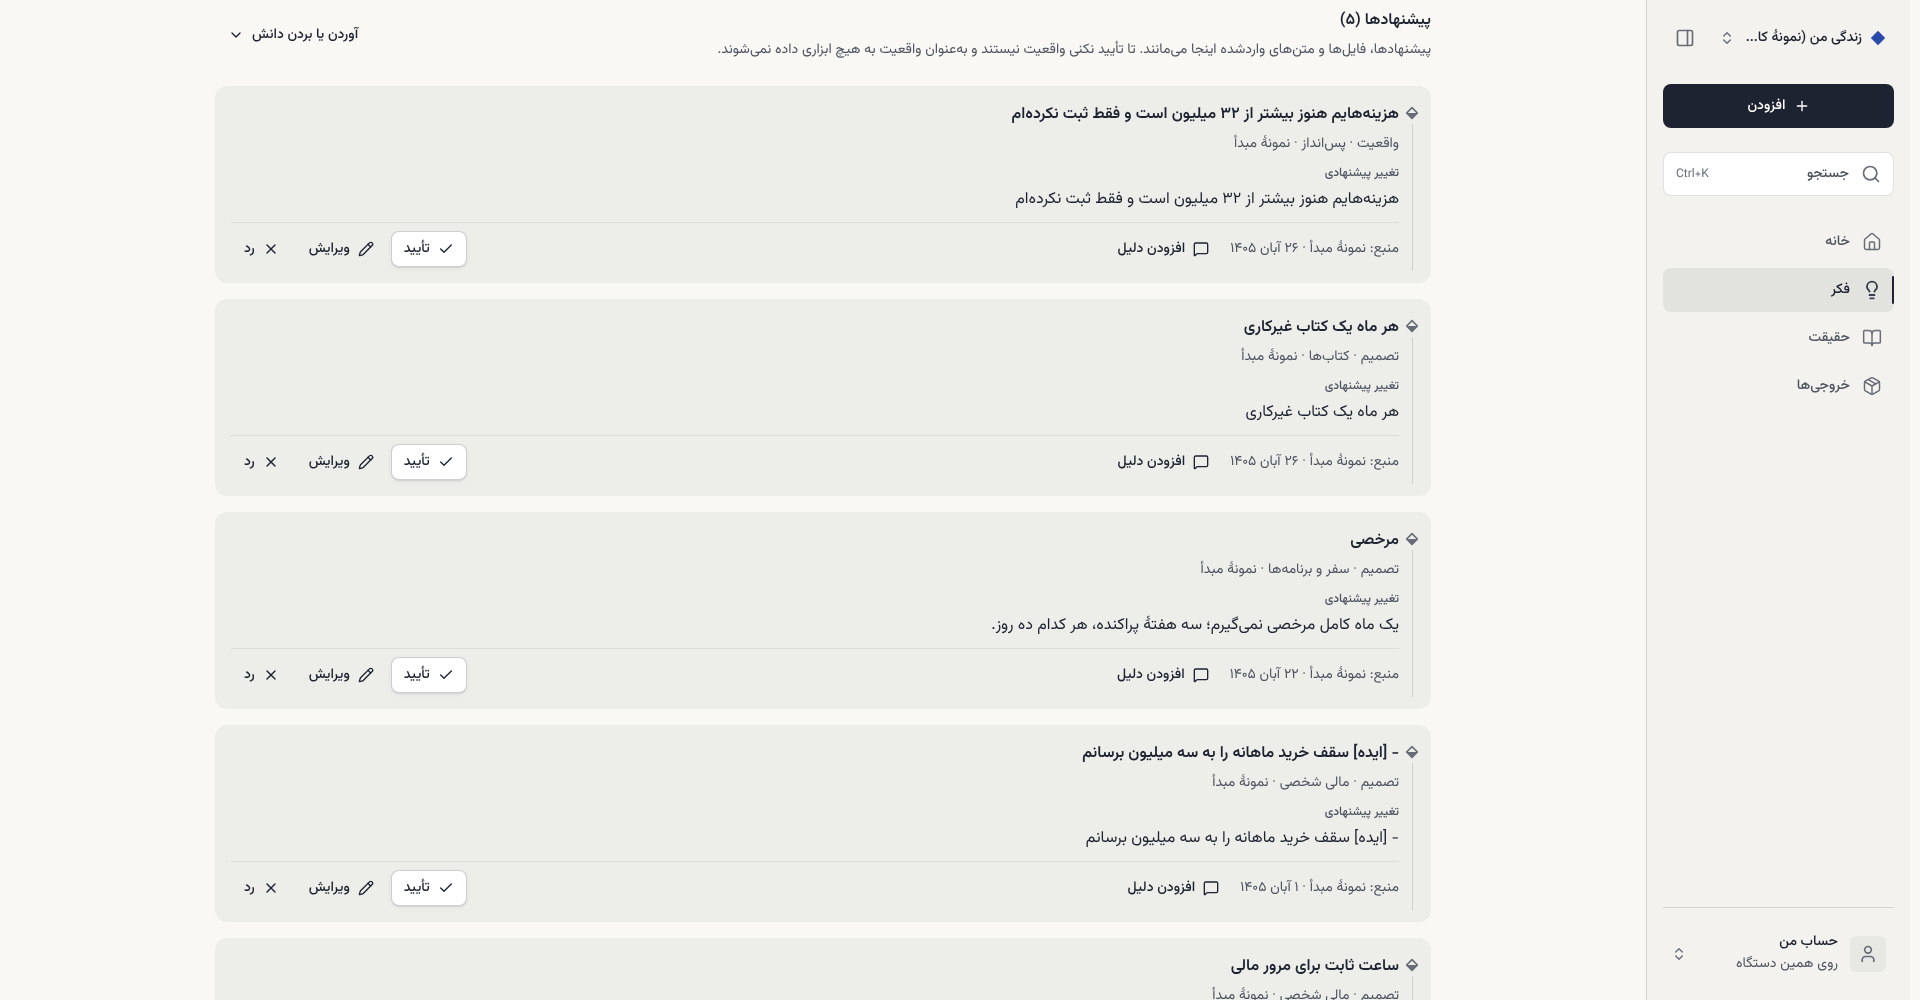 زندگی من (نمونهٔ کا...
افزودن
جستجو
Ctrl+K
خانه
فکر
حقیقت
خروجی‌ها
حساب من
روی همین دستگاه
پیشنهادها (۵)
پیشنهادها، فایل‌ها و متن‌های واردشده اینجا می‌مانند. تا تأیید نکنی واقعیت نیستند و به‌عنوان واقعیت به هیچ ابزاری داده نمی‌شوند.
آوردن یا بردن دانش
هزینه‌هایم هنوز بیشتر از ۳۲ میلیون است و فقط ثبت نکرده‌ام
واقعیت · پس‌انداز · نمونهٔ مبدأ
تغییر پیشنهادی
هزینه‌هایم هنوز بیشتر از ۳۲ میلیون است و فقط ثبت نکرده‌ام
منبع: نمونهٔ مبدأ · ۲۶ آبان ۱۴۰۵ افزودن دلیل تأیید ویرایش رد
هر ماه یک کتاب غیرکاری
تصمیم · کتاب‌ها · نمونهٔ مبدأ
تغییر پیشنهادی
هر ماه یک کتاب غیرکاری
منبع: نمونهٔ مبدأ · ۲۶ آبان ۱۴۰۵ افزودن دلیل تأیید ویرایش رد
مرخصی
تصمیم · سفر و برنامه‌ها · نمونهٔ مبدأ
تغییر پیشنهادی
یک ماه کامل مرخصی نمی‌گیرم؛ سه هفتهٔ پراکنده، هر کدام ده روز.
منبع: نمونهٔ مبدأ · ۲۲ آبان ۱۴۰۵ افزودن دلیل تأیید ویرایش رد
- [ایده] سقف خرید ماهانه را به سه میلیون برسانم
تصمیم · مالی شخصی · نمونهٔ مبدأ
تغییر پیشنهادی
- [ایده] سقف خرید ماهانه را به سه میلیون برسانم
منبع: نمونهٔ مبدأ · ۱ آبان ۱۴۰۵ افزودن دلیل تأیید ویرایش رد
ساعت ثابت برای مرور مالی
تصمیم · مالی شخصی · نمونهٔ مبدأ